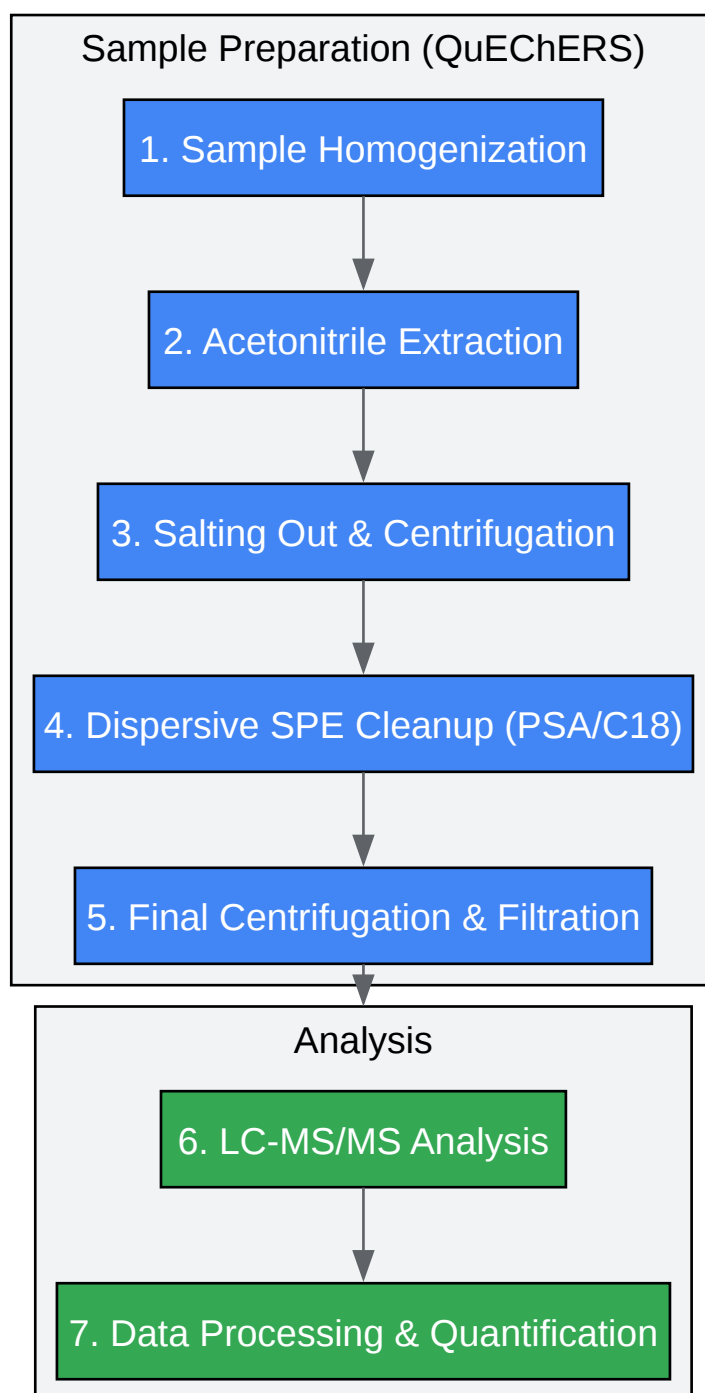 Sample Preparation (QuEChERS)
1. Sample Homogenization
2. Acetonitrile Extraction
3. Salting Out & Centrifugation
4. Dispersive SPE Cleanup (PSA/C18)
5. Final Centrifugation & Filtration
Analysis
6. LC-MS/MS Analysis
7. Data Processing & Quantification